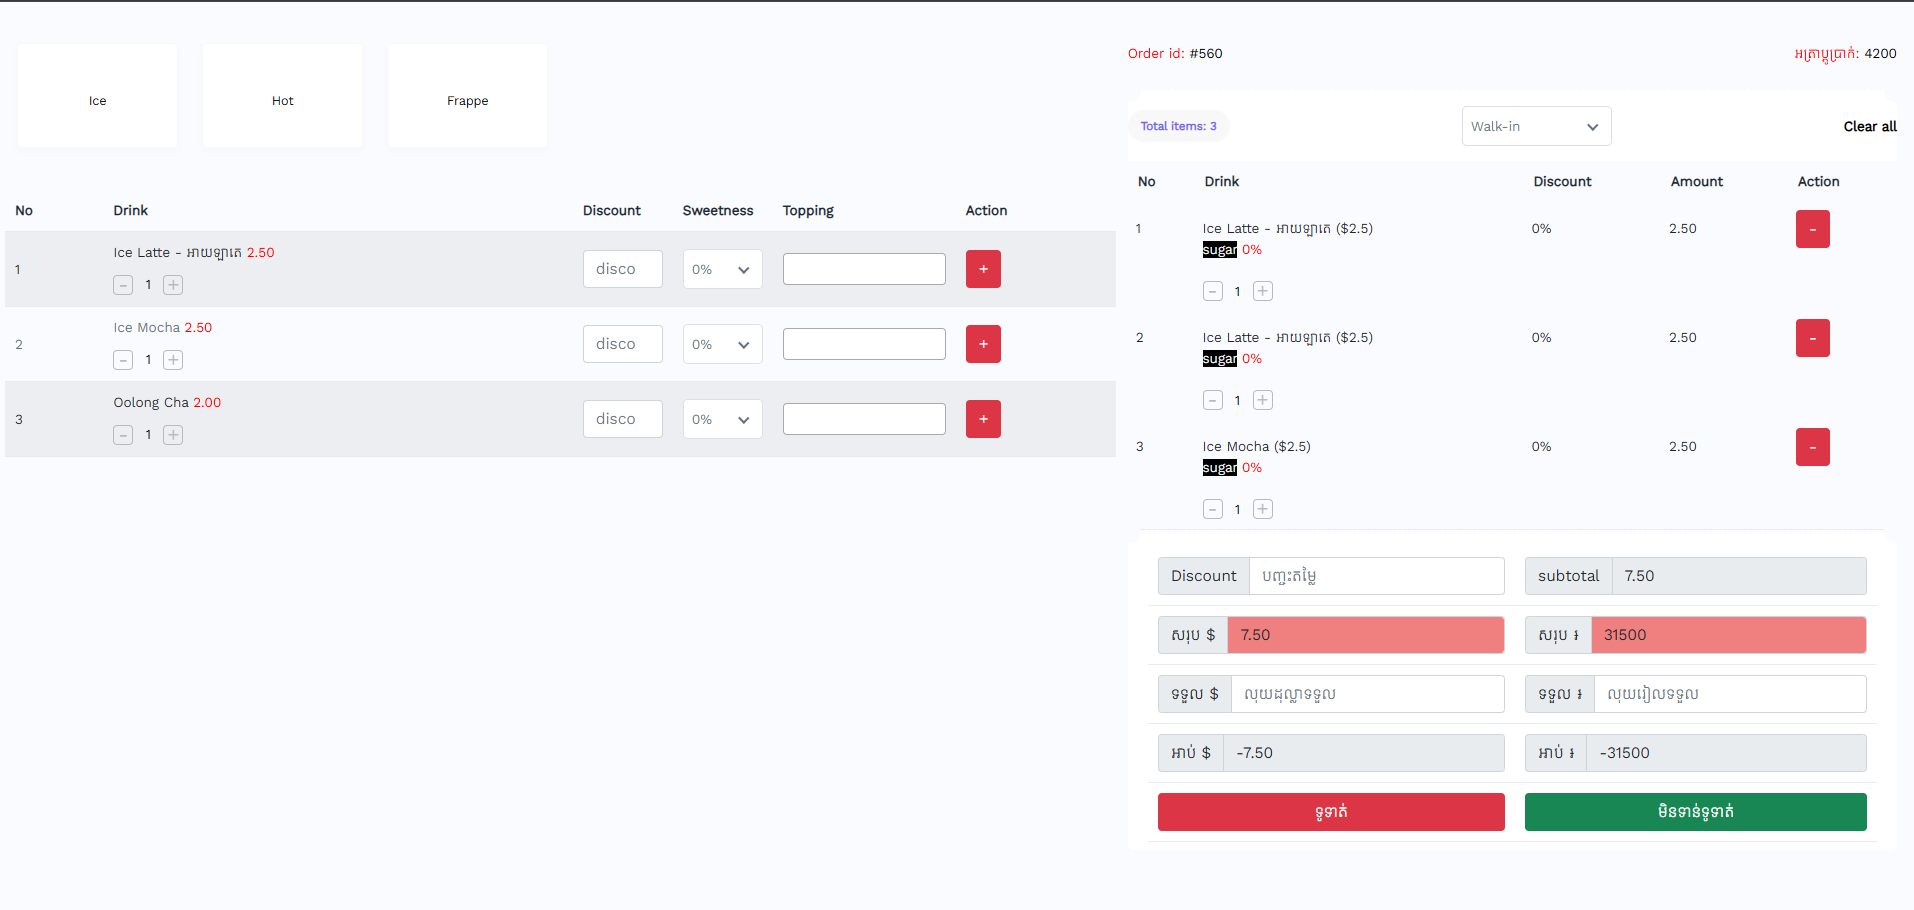 Ice
Hot
Frappe
No Drink Discount Sweetness Topping Action
1 Ice Latte - អាយឡាតេ 2.50 disco 0% +
- 1 +
2 Ice Mocha 2.50 disco 0% +
- 1 +
3 Oolong Cha 2.00 disco 0% +
- 1 +
Order id: #560
អត្រាប្តូប្រាក់: 4200
Total items: 3
Walk-in
Clear all
No Drink Discount Amount Action
1 Ice Latte - អាយឡាតេ ($2.5) 0% 2.50 -
sugar 0%
- 1 +
2 Ice Latte - អាយឡាតេ ($2.5) 0% 2.50 -
sugar 0%
- 1 +
3 Ice Mocha ($2.5) 0% 2.50 -
sugar 0%
- 1 +
Discount បញ្ចុះតម្លៃ
subtotal 7.50
សរុប $ 7.50
សរុប ៛ 31500
ទទួល $ លុយដុល្លាទទួល
ទទួល ៛ លុយរៀលទទួល
អាប់ $ -7.50
អាប់ ៛ -31500
ទូទាត់
មិនទាន់ទូទាត់